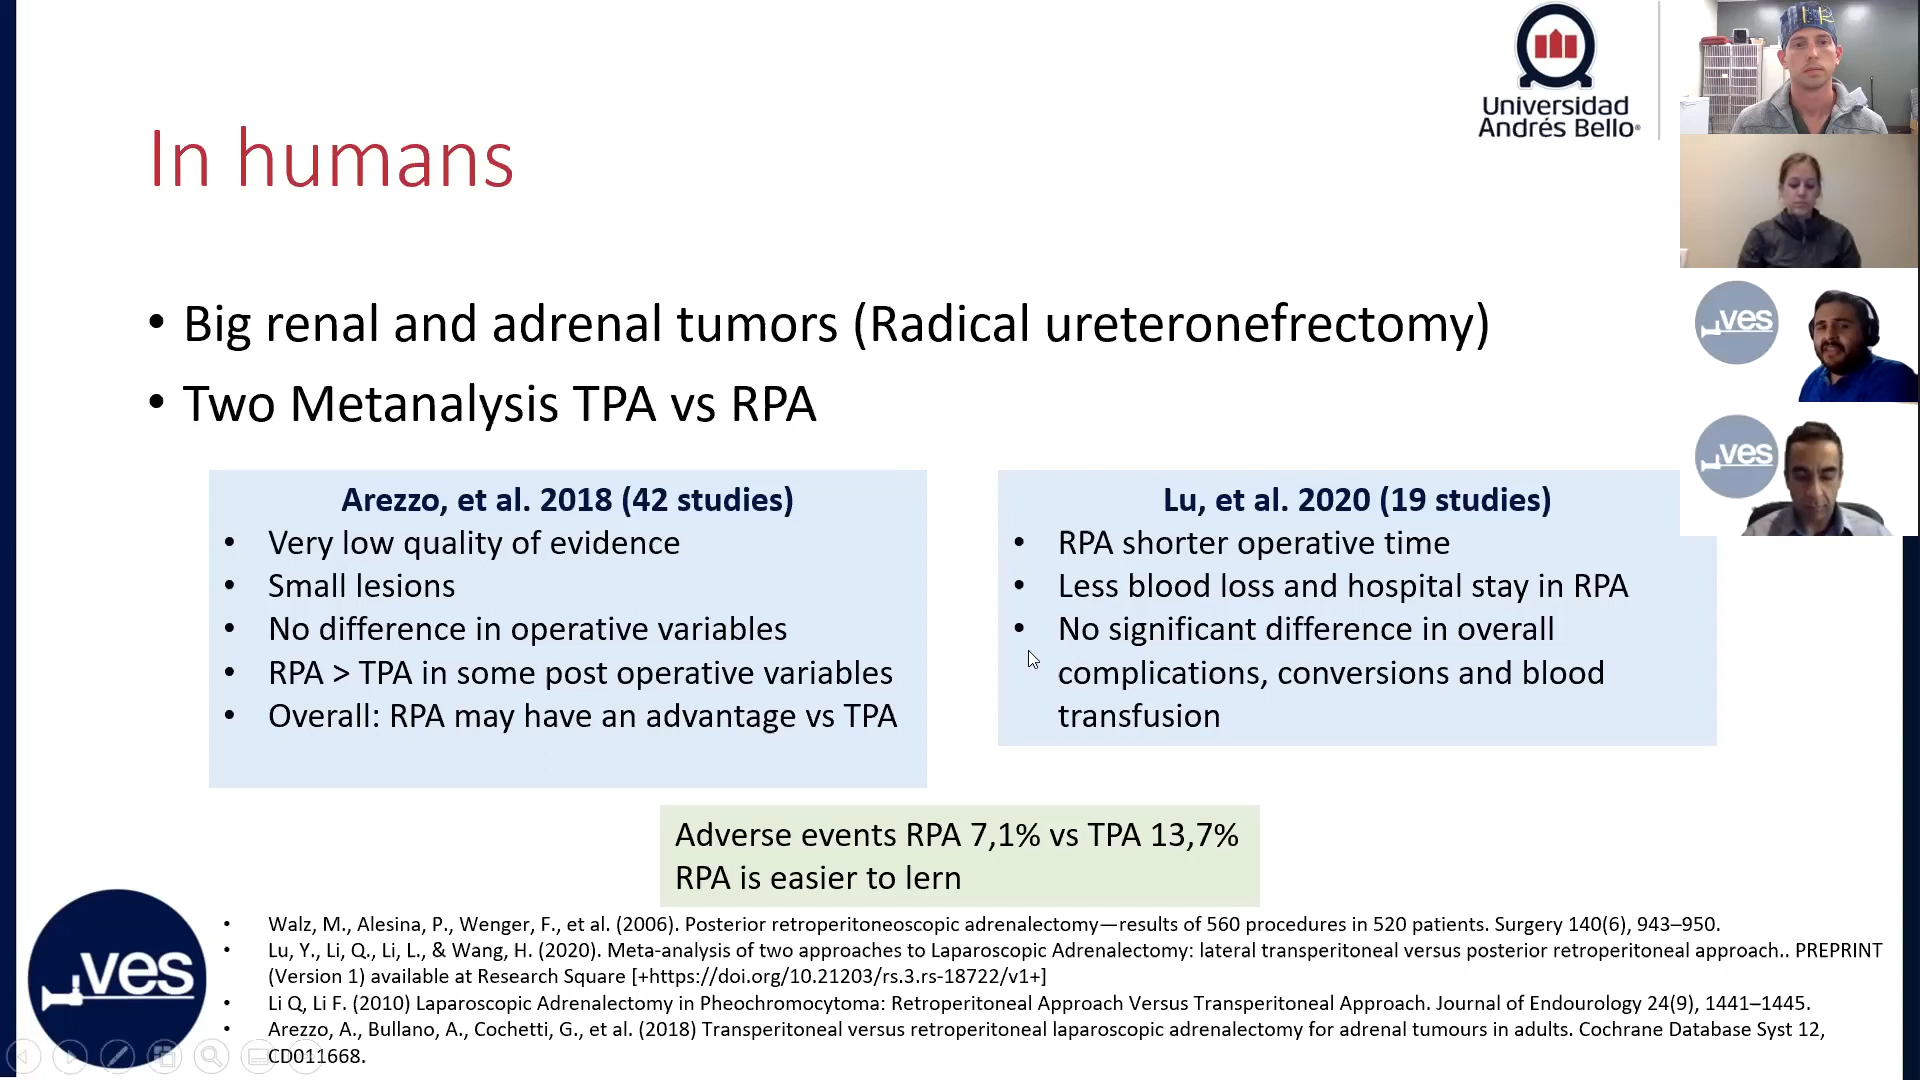 Universidad
Andrés Bello
In humans
• Big renal and adrenal tumors (Radical ureteronefrectomy)
• Two Metanalysis TPA vs RPA
Arezzo, et al. 2018 (42 studies)
• Very low quality of evidence
• Small lesions
• No difference in operative variables
• RPA > TPA in some post operative variables
• Overall: RPA may have an advantage vs TPA
Lu, et al. 2020 (19 studies)
• RPA shorter operative time
• Less blood loss and hospital stay in RPA
• No significant difference in overall
complications, conversions and blood
transfusion
Adverse events RPA 7,1% vs TPA 13,7%
RPA is easier to lern
• Walz, M., Alesina, P., Wenger, F., et al. (2006). Posterior retroperitoneoscopic adrenalectomy—results of 560 procedures in 520 patients. Surgery 140(6), 943–950.
• Lu, Y., Li, Q., Li, L., & Wang, H. (2020). Meta-analysis of two approaches to Laparoscopic Adrenalectomy: lateral transperitoneal versus posterior retroperitoneal approach.. PREPRINT
(Version 1) available at Research Square [+https://doi.org/10.21203/rs.3.rs-18722/v1+]
• Li Q, Li F. (2010) Laparoscopic Adrenalectomy in Pheochromocytoma: Retroperitoneal Approach Versus Transperitoneal Approach. Journal of Endourology 24(9), 1441–1445.
• Arezzo, A., Bullano, A., Cochetti, G., et al. (2018) Transperitoneal versus retroperitoneal laparoscopic adrenalectomy for adrenal tumours in adults. Cochrane Database Syst 12,
CD011668.
ves
ves
ves